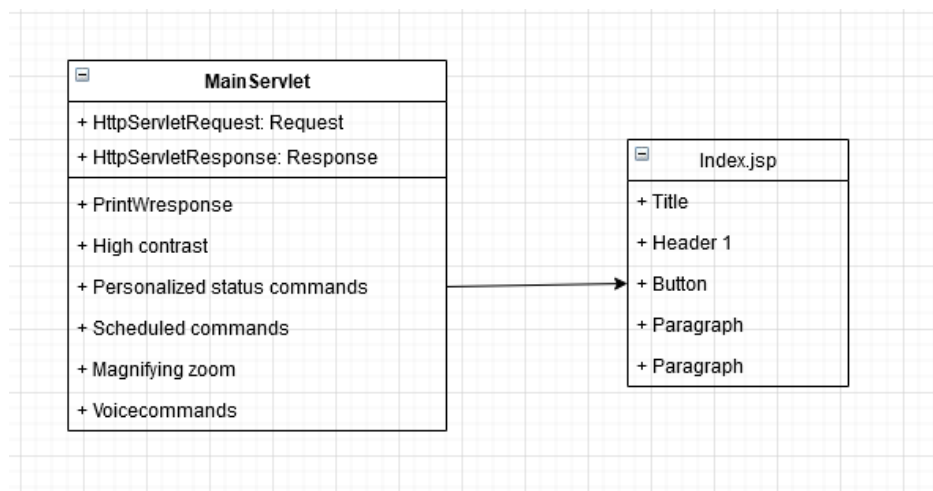 MainServlet
+ HttpServletRequest: Request
+ HttpServletResponse: Response
+ PrintWresponse
+ High contrast
+ Personalized status commands
+ Scheduled commands
+ Magnifying zoom
+ Voicecommands
Index.jsp
+ Title
+ Header 1
+ Button
+ Paragraph
+ Paragraph